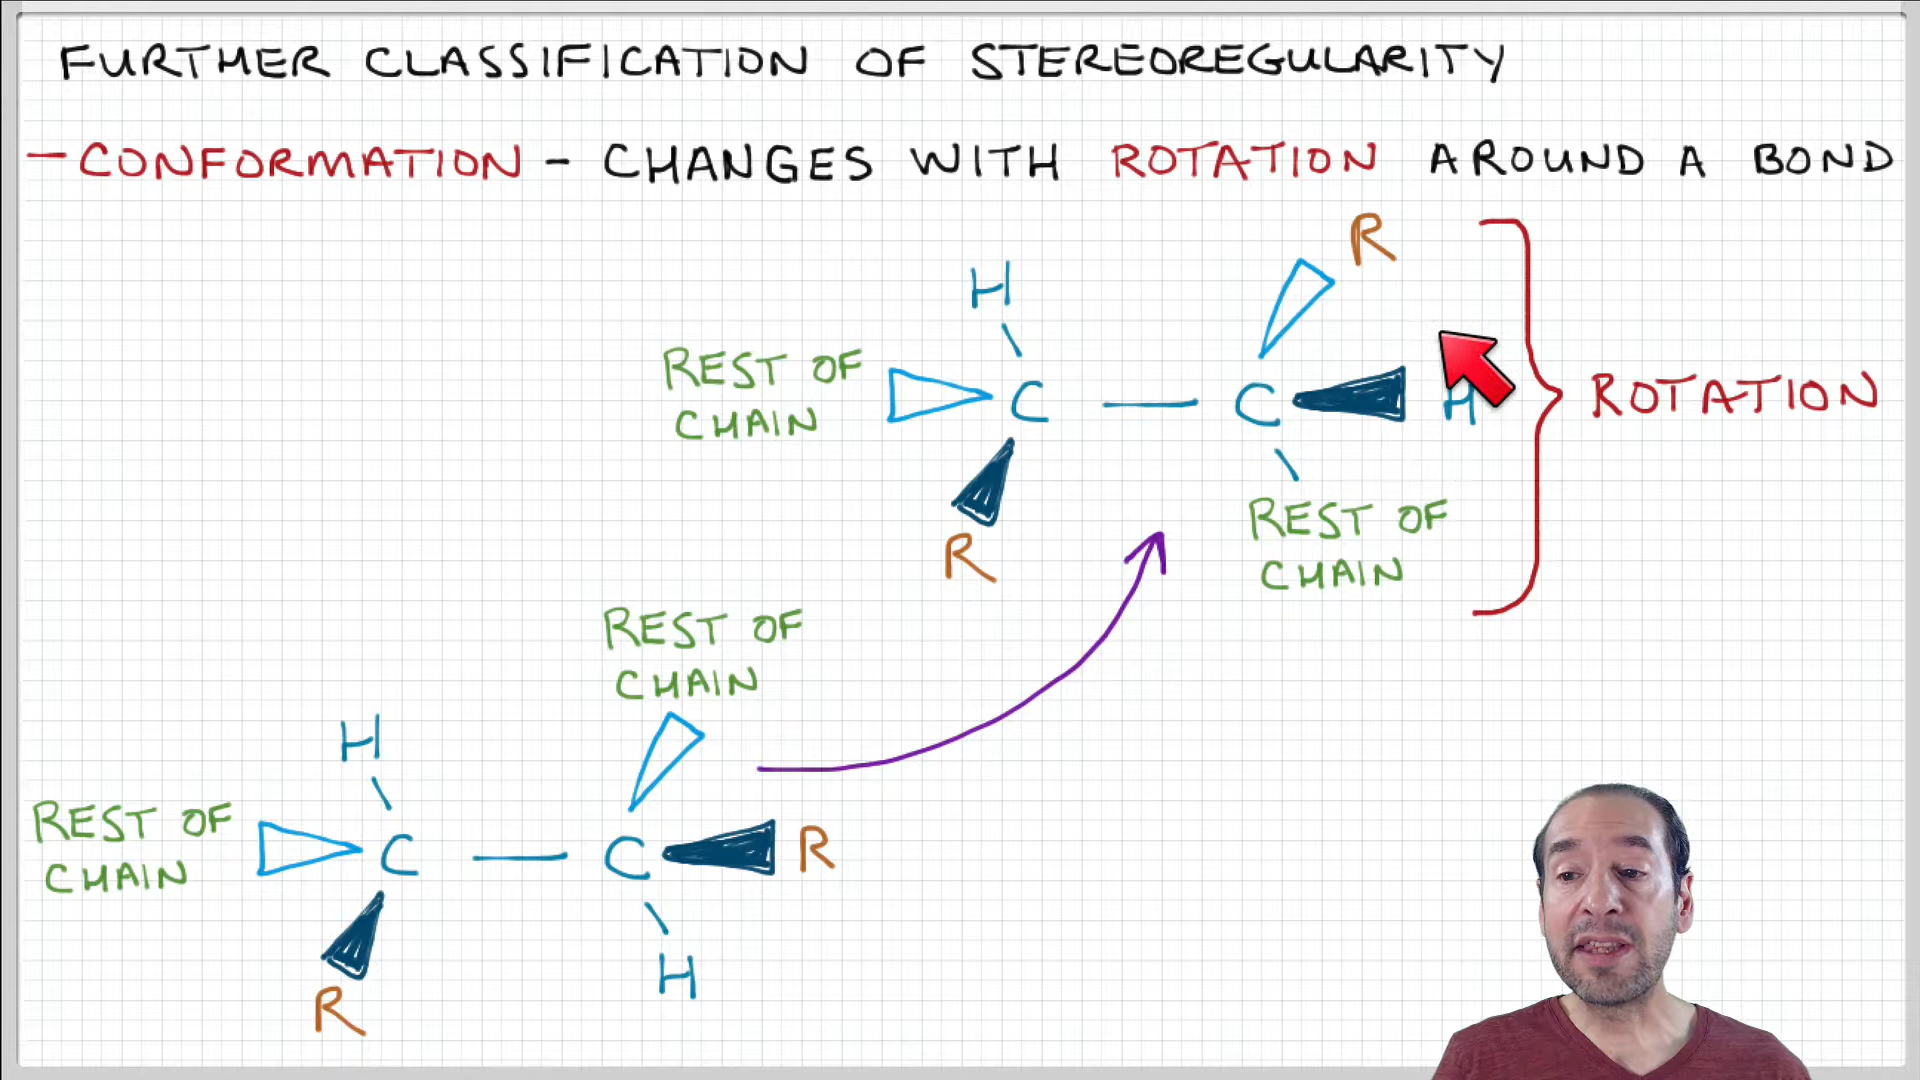 FURTHER CLASSIFICATION OF STEREOREGULARITY
- CONFORMATION - CHANGES WITH ROTATION AROUND A BOND
R
H
REST OF
CHAIN
C
C
H
ROTATION
R
REST OF
CHAIN
REST OF
CHAIN
H
REST OF
CHAIN
C
C
R
R
H